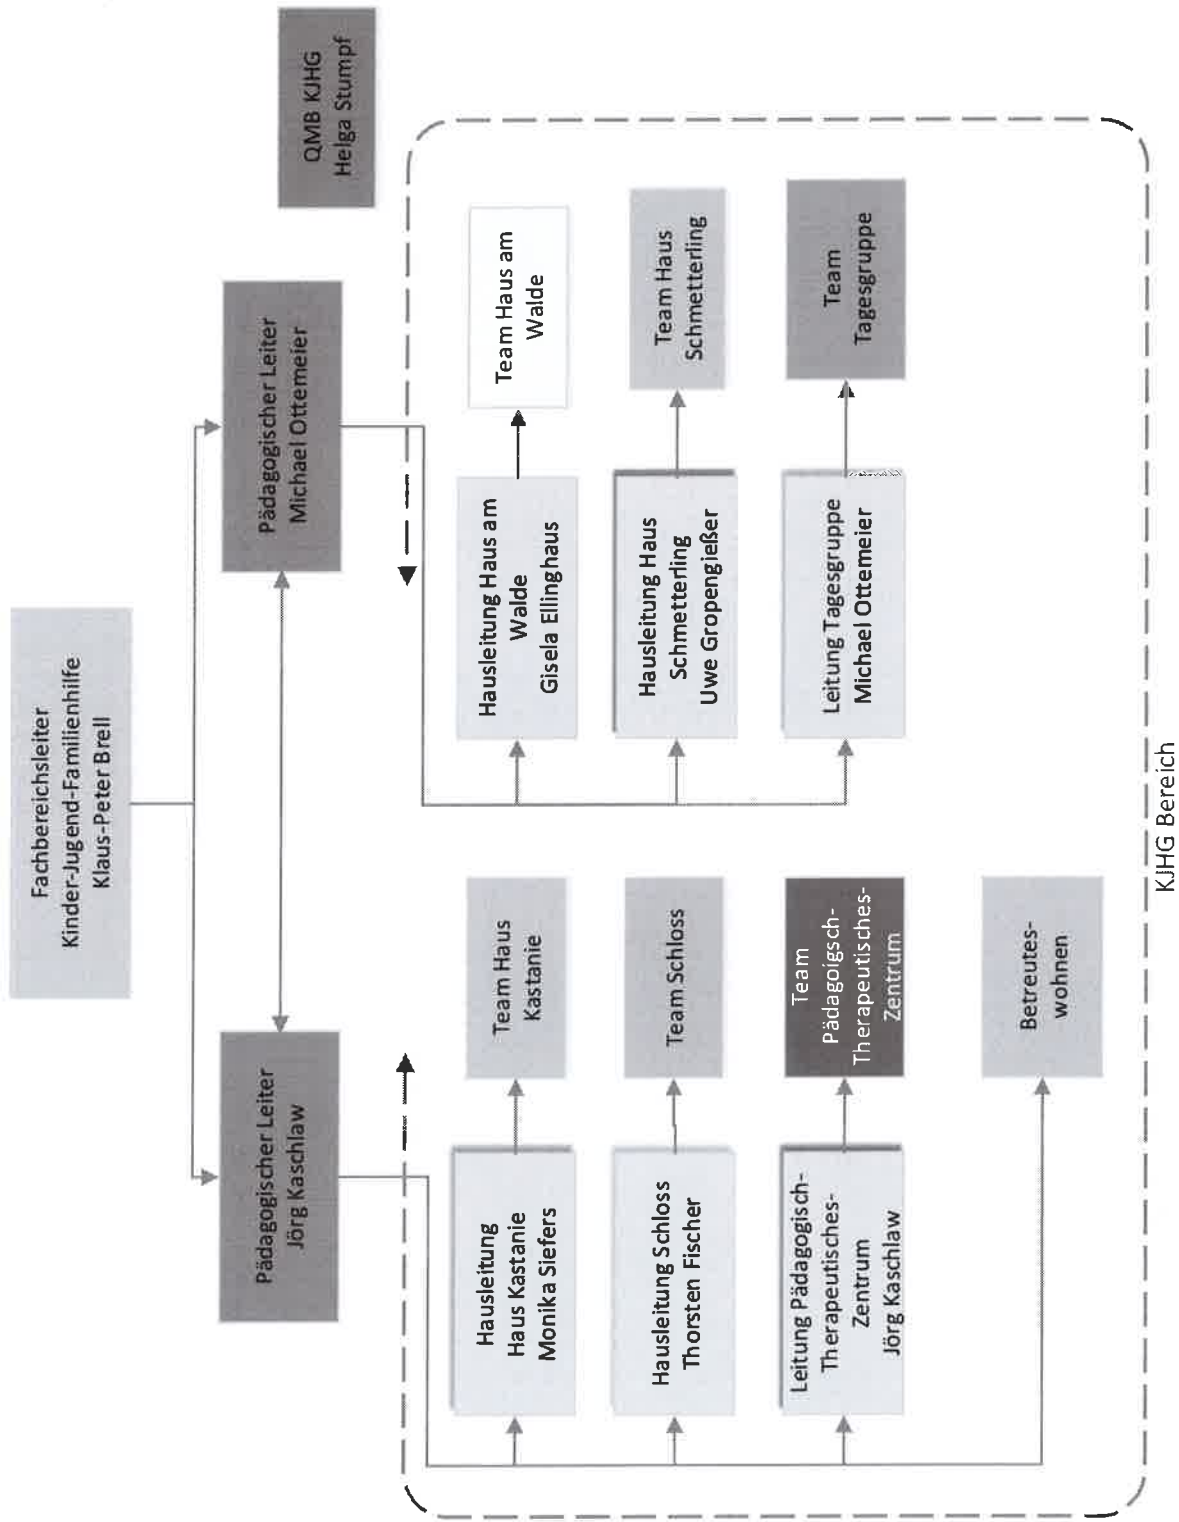 Fachbereichsleiter
Kinder-Jugend-Familienhilfe
Klaus-Peter Brell
Pädagogischer Leiter
Jörg Kaschlaw
Pädagogischer Leiter
Michael Ottemeier
QMB KJHG
Helga Stumpf
Hausleitung
Haus Kastanie
Monika Siefers
Team Haus
Kastanie
Hausleitung Schloss
Thorsten Fischer
Team Schloss
Leitung Pädagogisch-
Therapeutisches-
Zentrum
Jörg Kaschlaw
Team
Pädagoigsch-
Therapeutisches-
Zentrum
Betreutes-
wohnen
Hausleitung Haus am
Walde
Gisela Ellinghaus
Team Haus am
Walde
Hausleitung Haus
Schmetterling
Uwe Gropengießer
Team Haus
Schmetterling
Leitung Tagesgruppe
Michael Ottemeier
Team
Tagesgruppe
KJHG Bereich